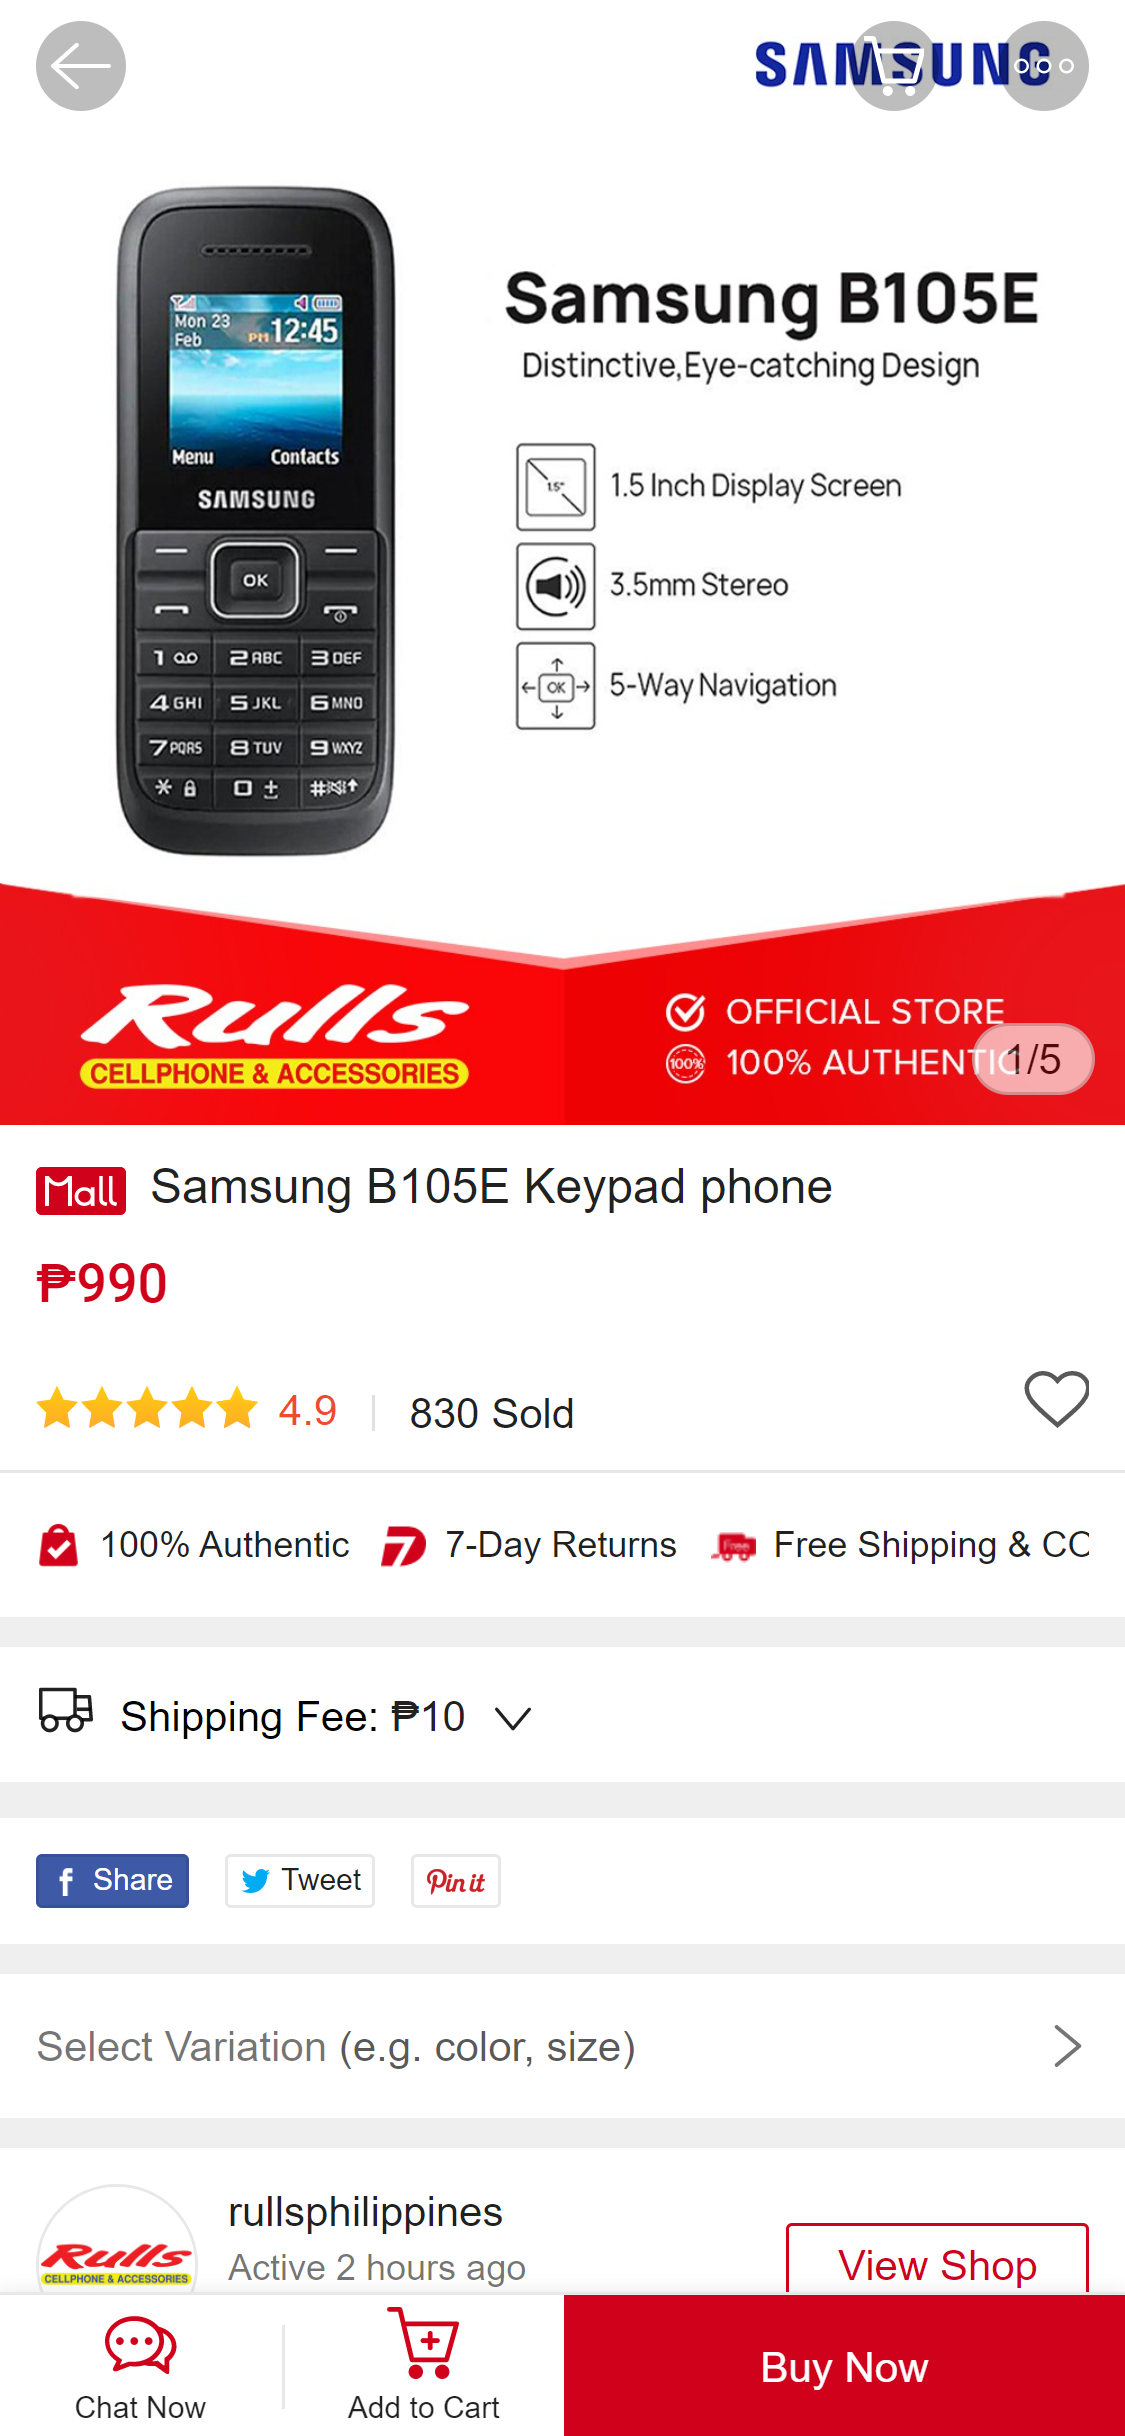 SAMSUNG
Samsung B105E
Distinctive,Eye-catching Design
1.5"
1.5 Inch Display Screen
3.5mm Stereo
OK
5-Way Navigation
Mon 23
Feb
PM 12:45
Menu
Contacts
SAMSUNG
OK
1
2 ABC
3 DEF
4 GHI
5 JKL
6 MNO
7 PQRS
8 TUV
9 WXYZ
* 0 ± #
Rulls
CELLPHONE & ACCESSORIES
OFFICIAL STORE
100% 100% AUTHENTIC
1/5
Mall Samsung B105E Keypad phone
₱990
4.9 830 Sold
100% Authentic 7-Day Returns Free Shipping & CO
Shipping Fee: ₱10
f Share Tweet Pin it
Select Variation (e.g. color, size)
rullsphilippines
Active 2 hours ago
Rulls
CELLPHONE & ACCESSORIES
View Shop
Chat Now Add to Cart Buy Now